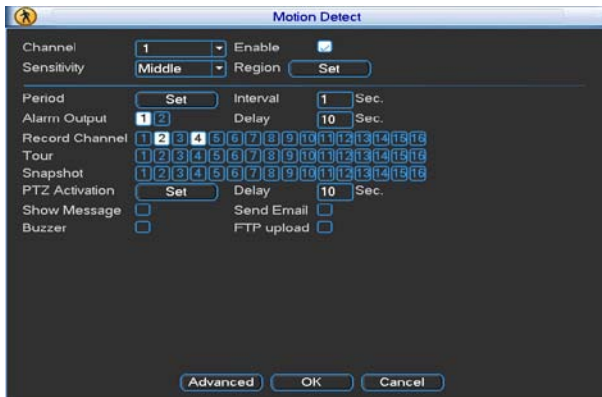 Motion Detect
Channel 1 Enable
Sensitivity Middle Region Set
Period Set Interval 1 Sec.
Alarm Output 1 2 Delay 10 Sec.
Record Channel 1 2 3 4 5 6 7 8 9 10 11 12 13 14 15 16
Tour 1 2 3 4 5 6 7 8 9 10 11 12 13 14 15 16
Snapshot 1 2 3 4 5 6 7 8 9 10 11 12 13 14 15 16
PTZ Activation Set Delay 10 Sec.
Show Message Send Email
Buzzer FTP upload
Advanced OK Cancel